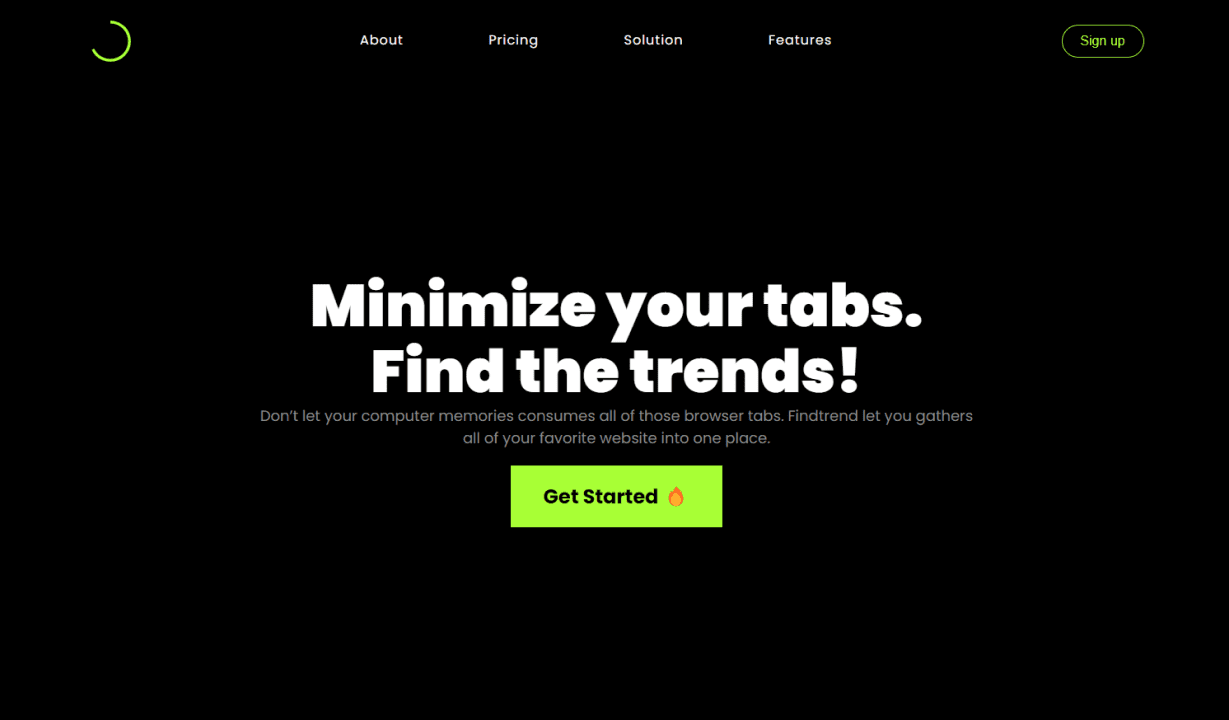 About
Pricing
Solution
Features
Sign up
Minimize your tabs.
Find the trends!
Don’t let your computer memories consumes all of those browser tabs. Findtrend let you gathers
all of your favorite website into one place.
Get Started 🔥